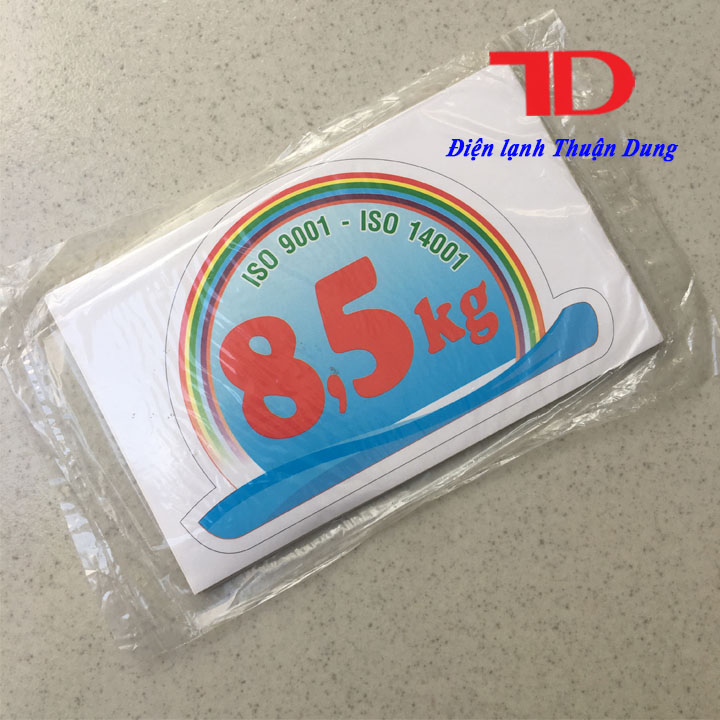 TD
Điện lạnh Thuận Dung
ISO 9001 - ISO 14001
8,5kg